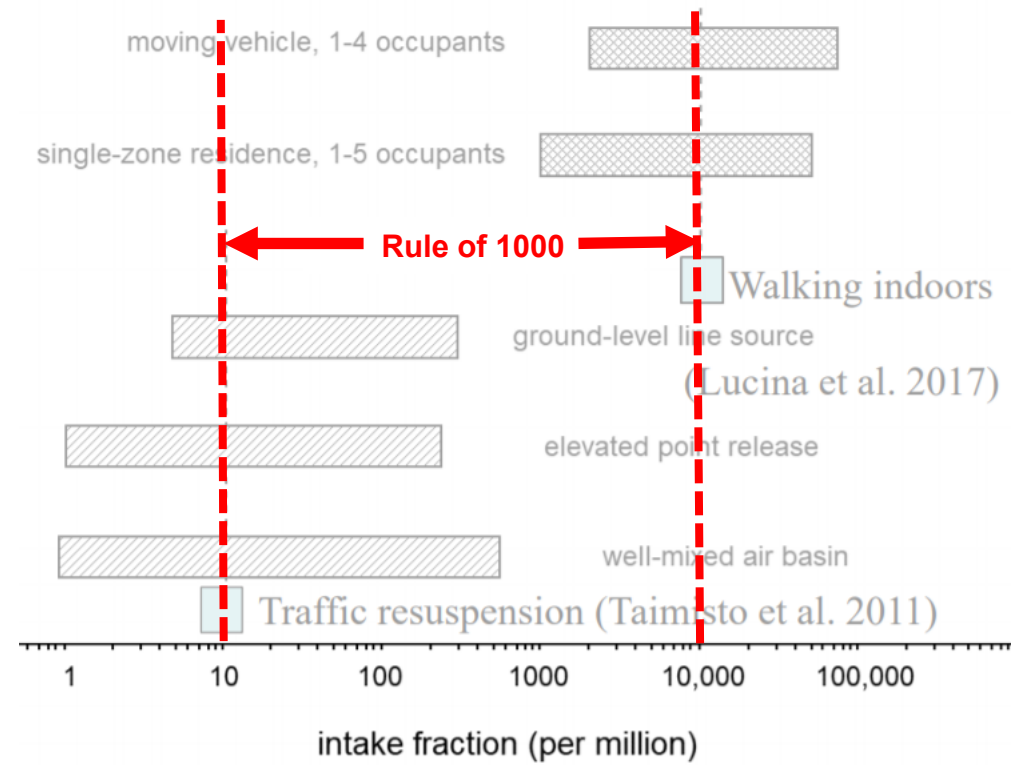 moving vehicle, 1-4 occupants
single-zone residence, 1-5 occupants
Rule of 1000
Walking indoors
ground-level line source
(Lucina et al. 2017)
elevated point release
well-mixed air basin
Traffic resuspension (Taimisto et al. 2011)
1 10 100 1000 10,000 100,000
intake fraction (per million)